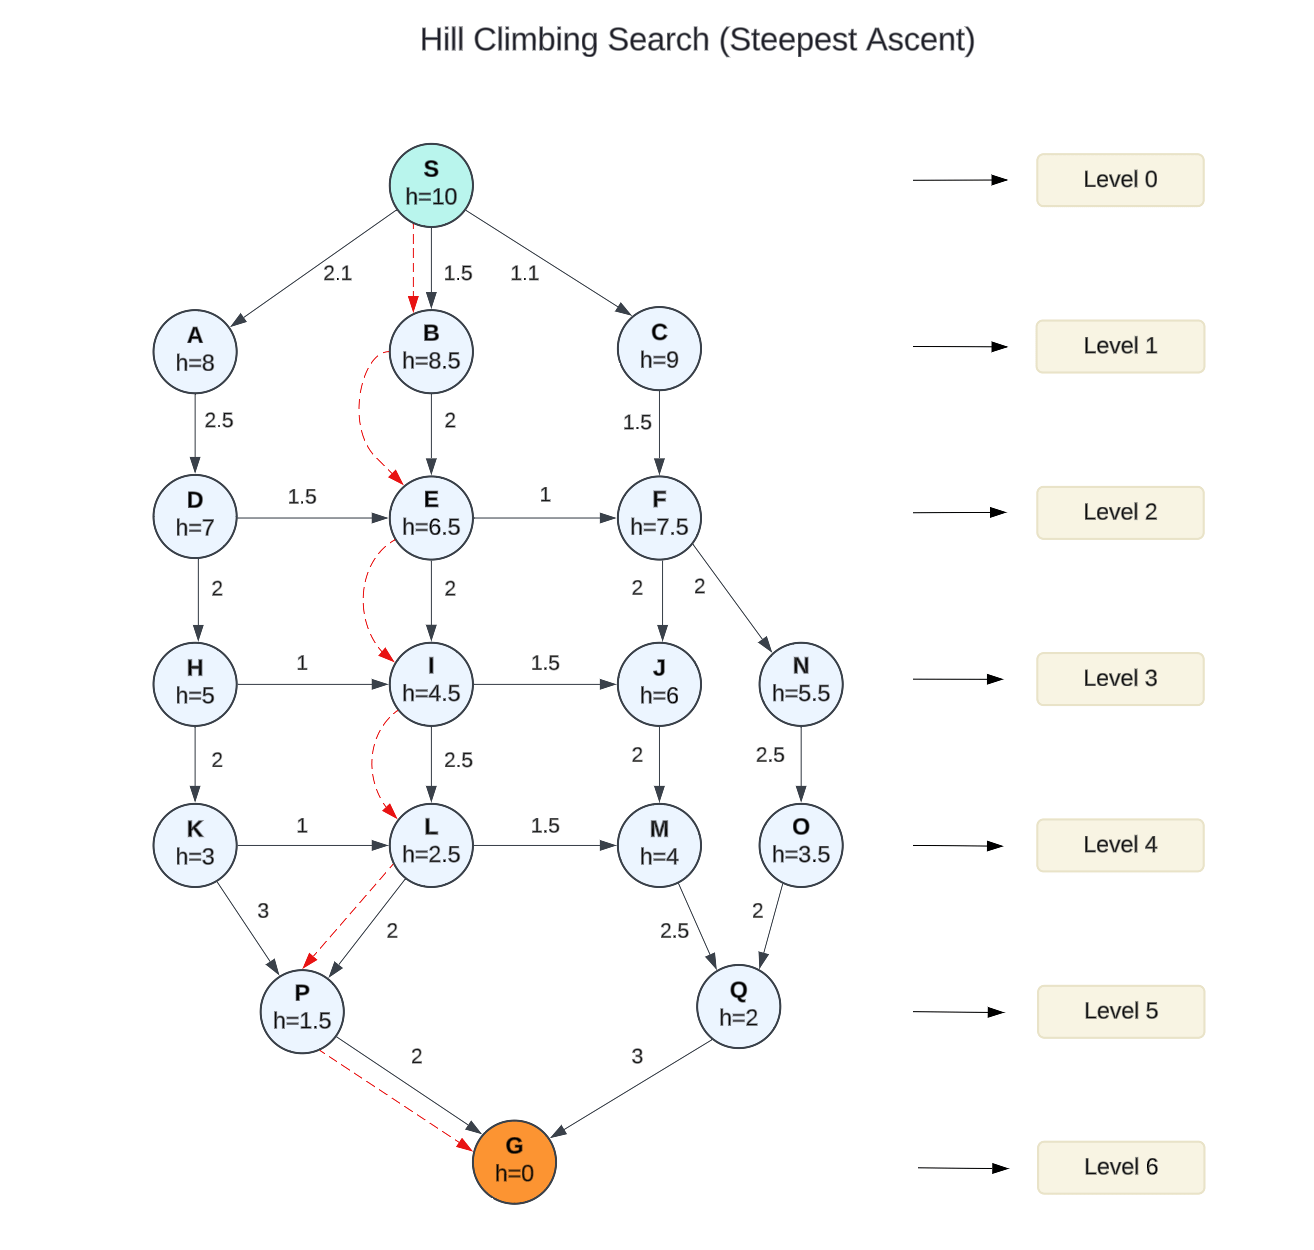 Hill Climbing Search (Steepest Ascent)
S
h=10
Level 0
2.1
1.5
1.1
A
h=8
B
h=8.5
C
h=9
Level 1
2.5
2
1.5
D
h=7
1.5
E
h=6.5
1
F
h=7.5
Level 2
2
2
2
2
H
h=5
1
I
h=4.5
1.5
J
h=6
N
h=5.5
Level 3
2
2.5
2
2.5
K
h=3
1
L
h=2.5
1.5
M
h=4
O
h=3.5
Level 4
3
2
2.5
2
P
h=1.5
Q
h=2
Level 5
2
3
G
h=0
Level 6